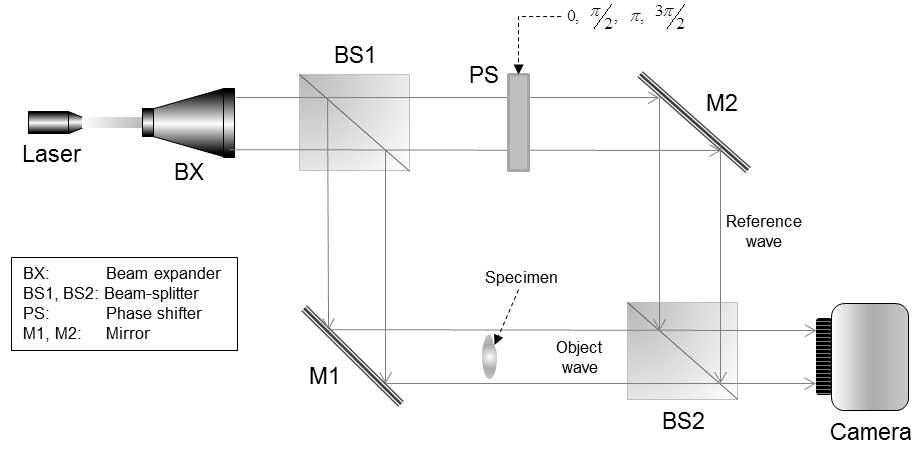 0, π/2, π, 3π/2
BS1
PS
M2
Laser
BX
Reference
wave
BX: Beam expander
BS1, BS2: Beam-splitter
PS: Phase shifter
M1, M2: Mirror
Specimen
Object
wave
M1
BS2
Camera